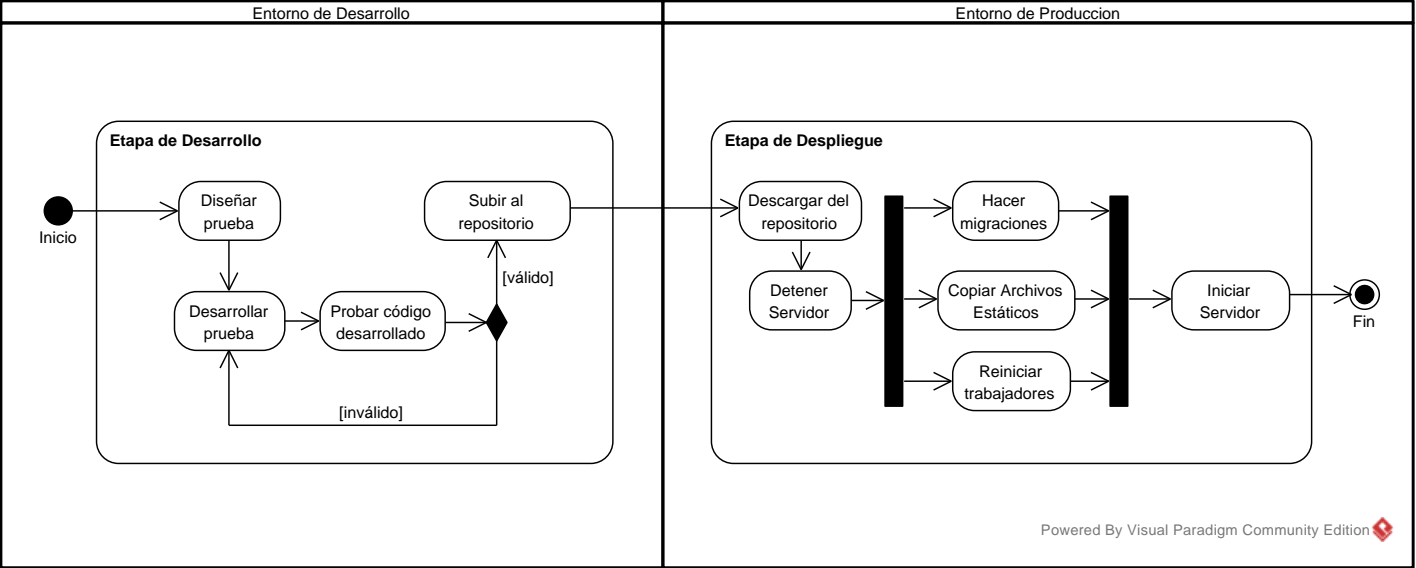 Entorno de Desarrollo
Entorno de Produccion
Etapa de Desarrollo
Inicio
Diseñar
prueba
Subir al
repositorio
[válido]
Desarrollar
prueba
Probar código
desarrollado
[inválido]
Etapa de Despliegue
Descargar del
repositorio
Hacer
migraciones
Detener
Servidor
Copiar Archivos
Estáticos
Iniciar
Servidor
Fin
Reiniciar
trabajadores
Powered By Visual Paradigm Community Edition